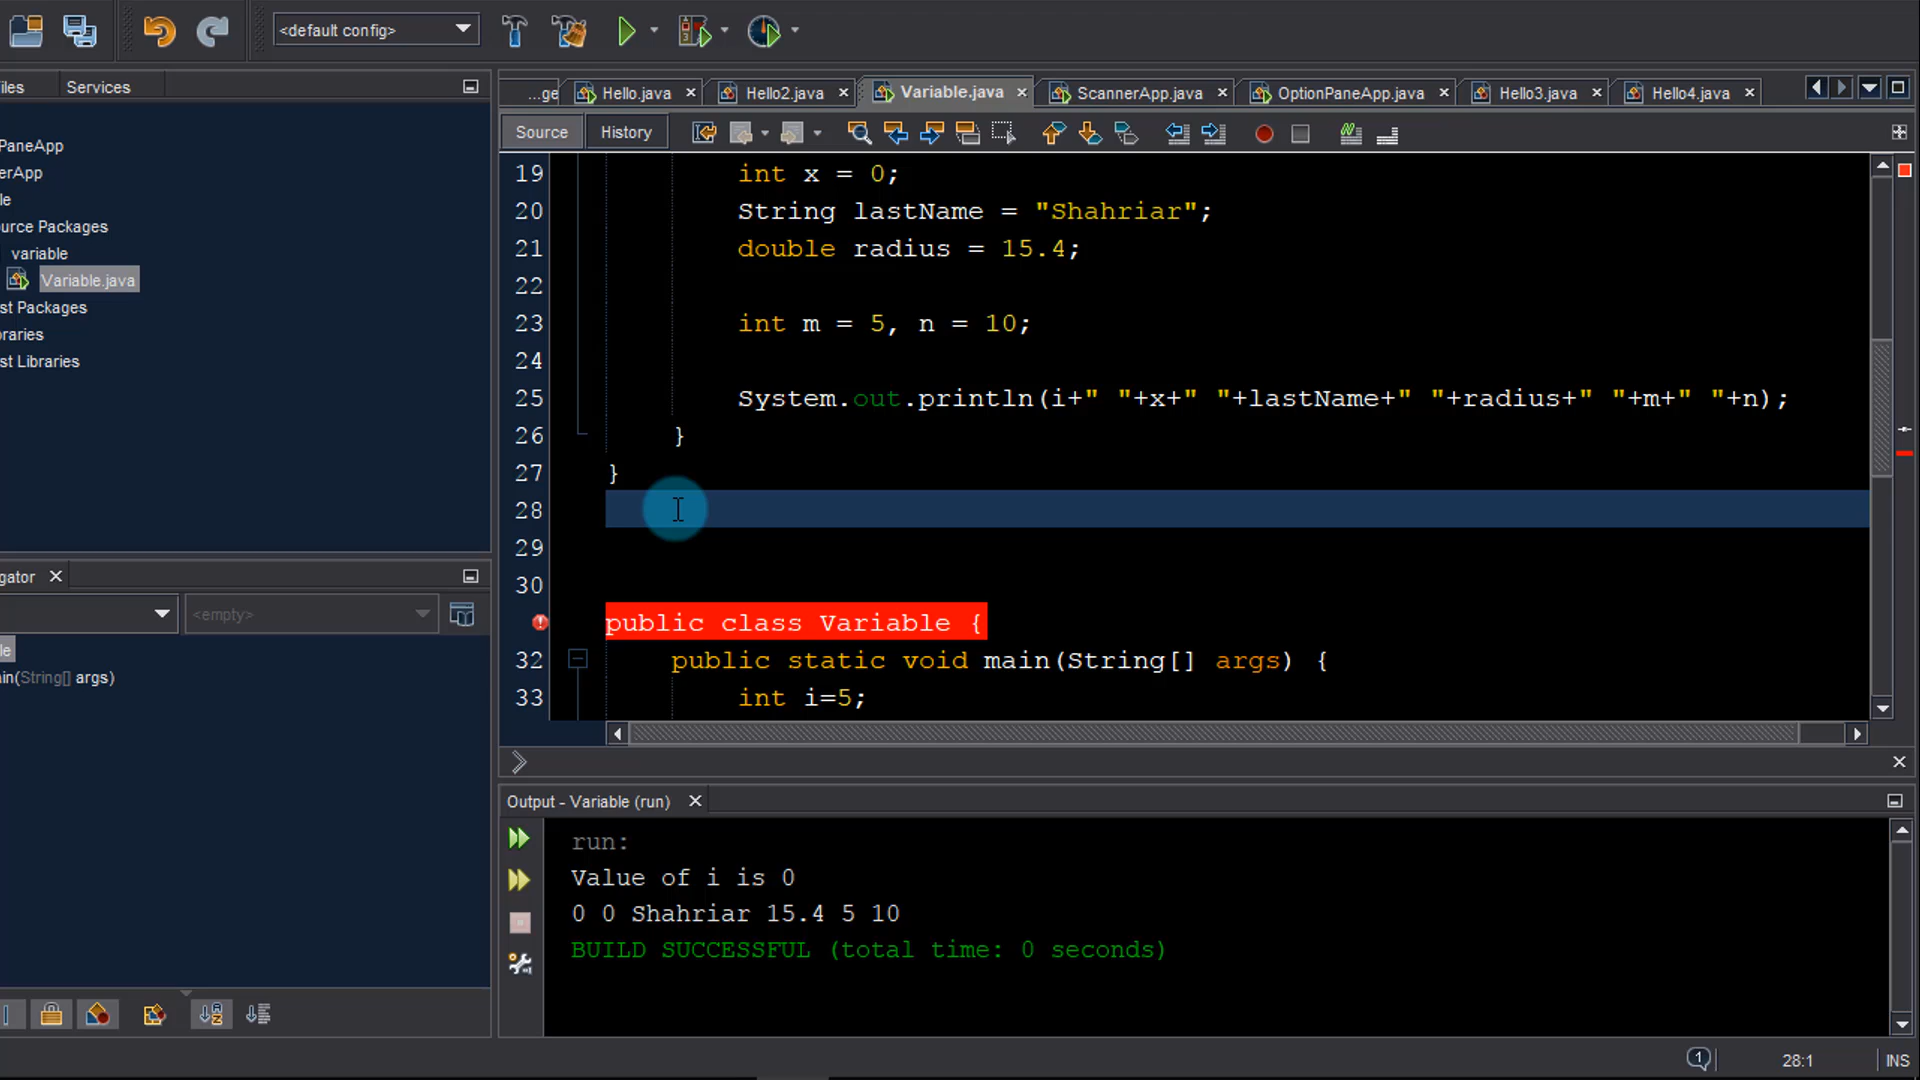 <default config>
iles Services
...ge Hello.java Hello2.java Variable.java ScannerApp.java OptionPaneApp.java Hello3.java Hello4.java
Source History
PaneApp
erApp
le
urce Packages
variable
Variable.java
st Packages
raries
st Libraries
19 int x = 0;
20 String lastName = "Shahriar";
21 double radius = 15.4;
22
23 int m = 5, n = 10;
24
25 System.out.println(i+" "+x+" "+lastName+" "+radius+" "+m+" "+n);
26 }
27 }
28
29
30
public class Variable {
32 public static void main(String[] args) {
33 int i=5;
gator
<empty>
le
in(String[] args)
Output - Variable (run)
run:
Value of i is 0
0 0 Shahriar 15.4 5 10
BUILD SUCCESSFUL (total time: 0 seconds)
1 28:1 INS